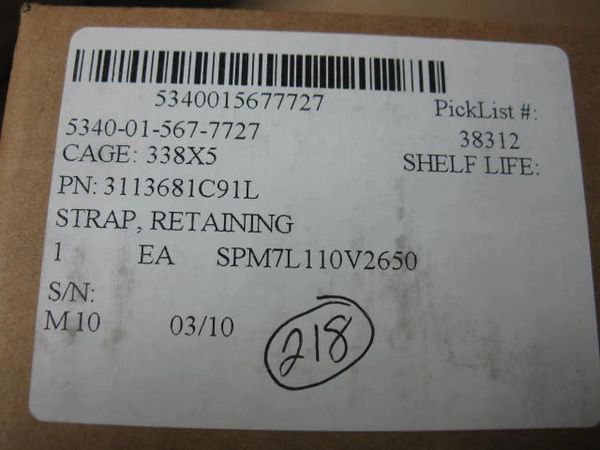 5340015677727
PickList #:
5340-01-567-7727
38312
CAGE: 338X5
SHELF LIFE:
PN: 3113681C91L
STRAP, RETAINING
1 EA SPM7L110V2650
S/N:
M10 03/10
218